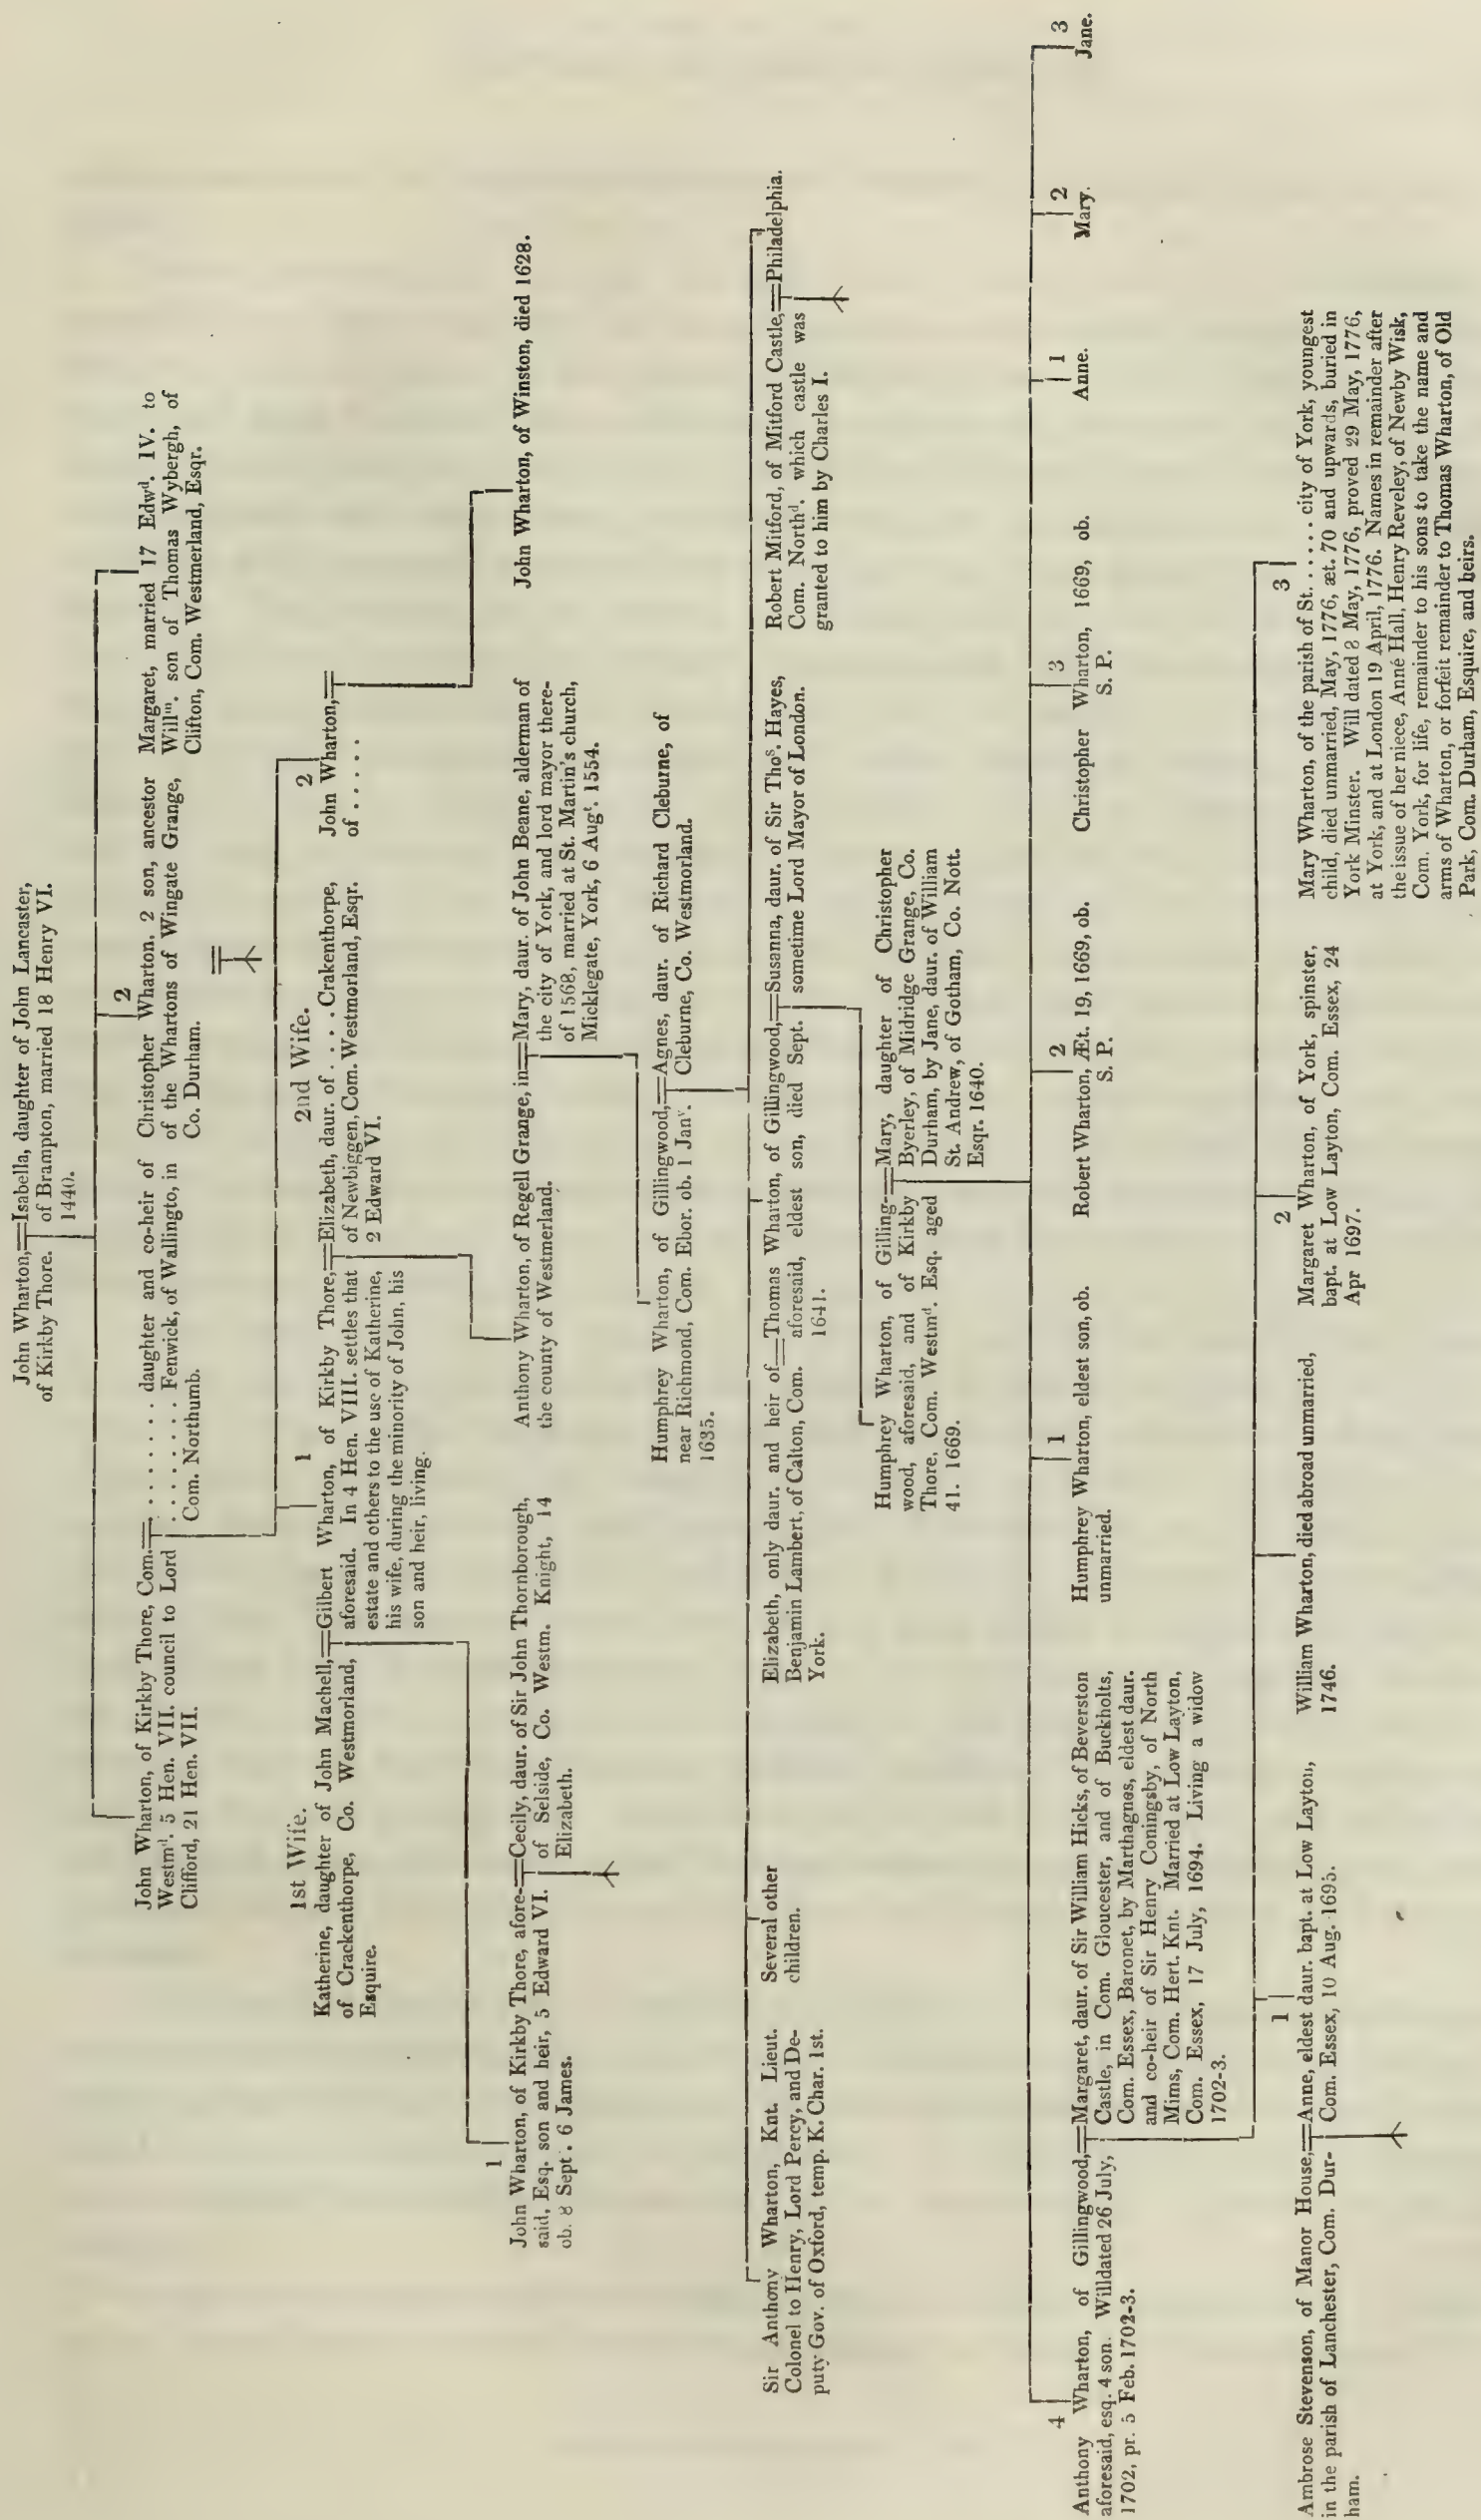 John Wharton,═Isabella, daughter of John Lancaster,
of Kirkby Thore. of Brampton, married 18 Henry VI.
1440.
John Wharton, of Kirkby Thore, Com.═. . . . . . . daughter and co-heir of
Westmd. 5 Hen. VII. council to Lord . . . . . . . Fenwick, of Wallington, in
Clifford, 21 Hen. VII. Com. Northumb.
2
Christopher Wharton, 2 son, ancestor
of the Whartons of Wingate Grange,
Co. Durham.
Margaret, married 17 Edwd. IV. to
Willm. son of Thomas Wybergh, of
Clifton, Com. Westmerland, Esqr.
1st Wife.
Katherine, daughter of John Machell,═
of Crackenthorpe, Co. Westmorland,
Esquire.
1
Gilbert Wharton, of Kirkby Thore,═
aforesaid. In 4 Hen. VIII. settles that
estate and others to the use of Katherine,
his wife, during the minority of John, his
son and heir, living.
2nd Wife.
Elizabeth, daur. of . . . . Crakenthorpe,
of Newbiggen, Com. Westmorland, Esqr.
2 Edward VI.
2
John Wharton,═
of . . . . .
1
John Wharton, of Kirkby Thore, afore-═Cecily, daur. of Sir John Thornborough,
said, Esq. son and heir, 5 Edward VI. of Selside, Co. Westm. Knight, 14
ob. 8 Sept. 6 James. Elizabeth.
Anthony Wharton, of Regell Grange, in═Mary, daur. of John Beane, alderman of
the county of Westmerland. the city of York, and lord mayor there-
of 1568, married at St. Martin's church,
Micklegate, York, 6 Augt. 1554.
John Wharton, of Winston, died 1628.
Humphrey Wharton, of Gillingwood,═Agnes, daur. of Richard Cleburne, of
near Richmond, Com. Ebor. ob. 1 Jany. Cleburne, Co. Westmorland.
1635.
Sir Anthony Wharton, Knt. Lieut.
Colonel to Henry, Lord Percy, and De-
puty Gov. of Oxford, temp. K. Char. 1st.
Several other
children.
Elizabeth, only daur. and heir of═Thomas Wharton, of Gillingwood,═Susanna, daur. of Sir Thos. Hayes,
Benjamin Lambert, of Calton, Com. aforesaid, eldest son, died Sept. sometime Lord Mayor of London.
York. 1641.
Robert Mitford, of Mitford Castle,═Philadelphia.
Com. Northd. which castle was
granted to him by Charles I.
Humphrey Wharton, of Gilling-═Mary, daughter of Christopher
wood, aforesaid, and of Kirkby Byerley, of Midridge Grange, Co.
Thore, Com. Westmd. Esq. aged Durham, by Jane, daur. of William
41. 1669. St. Andrew, of Gotham, Co. Nott.
Esqr. 1640.
4
Anthony Wharton, of Gillingwood,═Margaret, daur. of Sir William Hicks, of Beverston
aforesaid, esq. 4 son. Will dated 26 July, Castle, in Com. Gloucester, and of Buckholts,
1702, pr. 5 Feb. 1702-3. Com. Essex, Baronet, by Marthagnes, eldest daur.
and co-heir of Sir Henry Coningsby, of North
Mims, Com. Hert. Knt. Married at Low Layton,
Com. Essex, 17 July, 1694. Living a widow
1702-3.
1
Humphrey Wharton, eldest son, ob.
unmarried.
2
Robert Wharton, Æt. 19, 1669, ob.
S. P.
3
Christopher Wharton, 1669, ob.
S. P.
1
Anne.
2
Mary.
3
Jane.
1
Ambrose Stevenson, of Manor House,═Anne, eldest daur. bapt. at Low Layton,
in the parish of Lanchester, Com. Dur- Com. Essex, 10 Aug. 1695.
ham.
William Wharton, died abroad unmarried,
1746.
2
Margaret Wharton, of York, spinster,
bapt. at Low Layton, Com. Essex, 24
Apr 1697.
3
Mary Wharton, of the parish of St. . . . . . city of York, youngest
child, died unmarried, May, 1776, æt. 70 and upwards, buried in
York Minster. Will dated 8 May, 1776, proved 29 May, 1776,
at York, and at London 19 April, 1776. Names in remainder after
the issue of her niece, Anne Hall, Henry Reveley, of Newby Wisk,
Com. York, for life, remainder to his sons to take the name and
arms of Wharton, or forfeit remainder to Thomas Wharton, of Old
Park, Com. Durham, Esquire, and heirs.